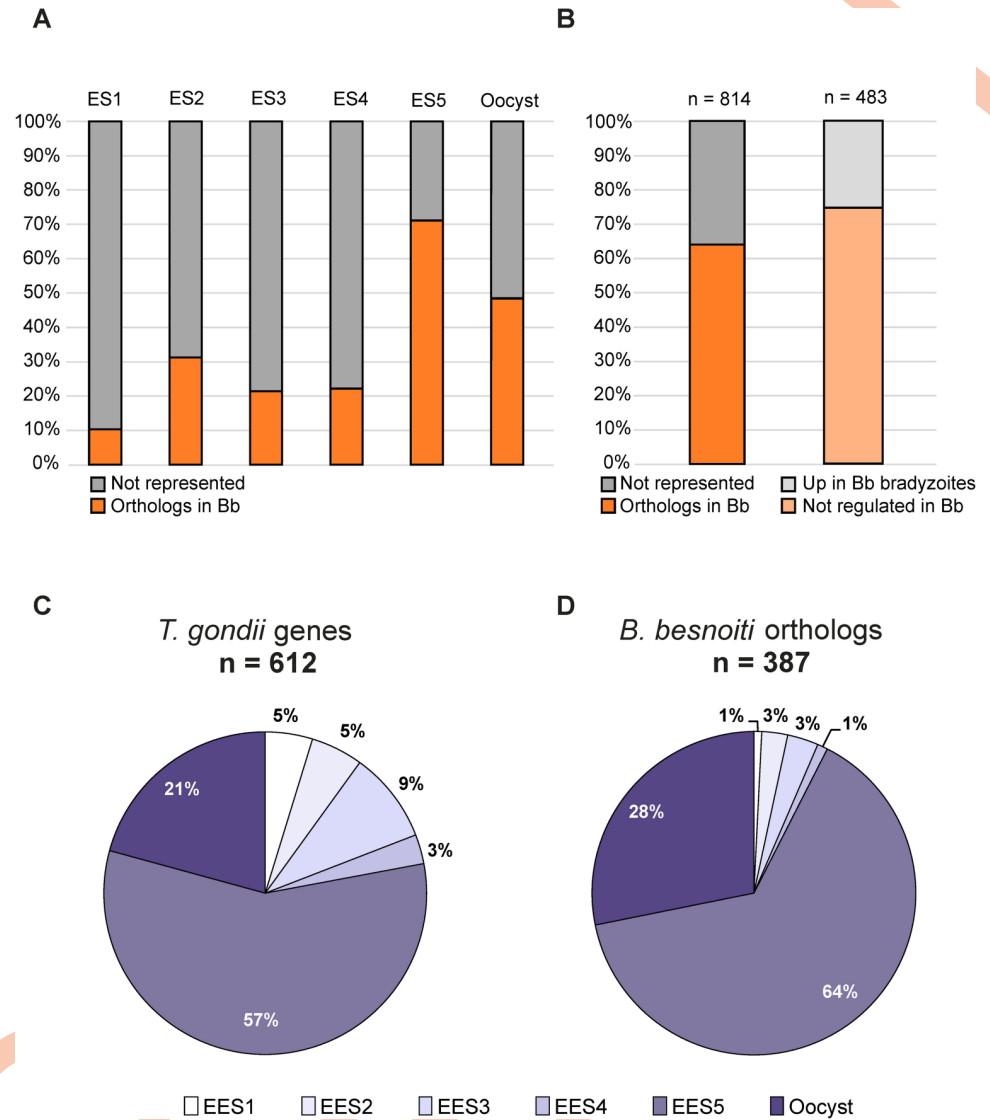 A
ES1 ES2 ES3 ES4 ES5 Oocyst
100%
90%
80%
70%
60%
50%
40%
30%
20%
10%
0%
Not represented
Orthologs in Bb
B
n = 814 n = 483
100%
90%
80%
70%
60%
50%
40%
30%
20%
10%
0%
Not represented Up in Bb bradyzoites
Orthologs in Bb Not regulated in Bb
C
T. gondii genes
n = 612
5%
5%
9%
3%
57%
21%
D
B. besnoiti orthologs
n = 387
1% 3% 3% 1%
64%
28%
EES1 EES2 EES3 EES4 EES5 Oocyst